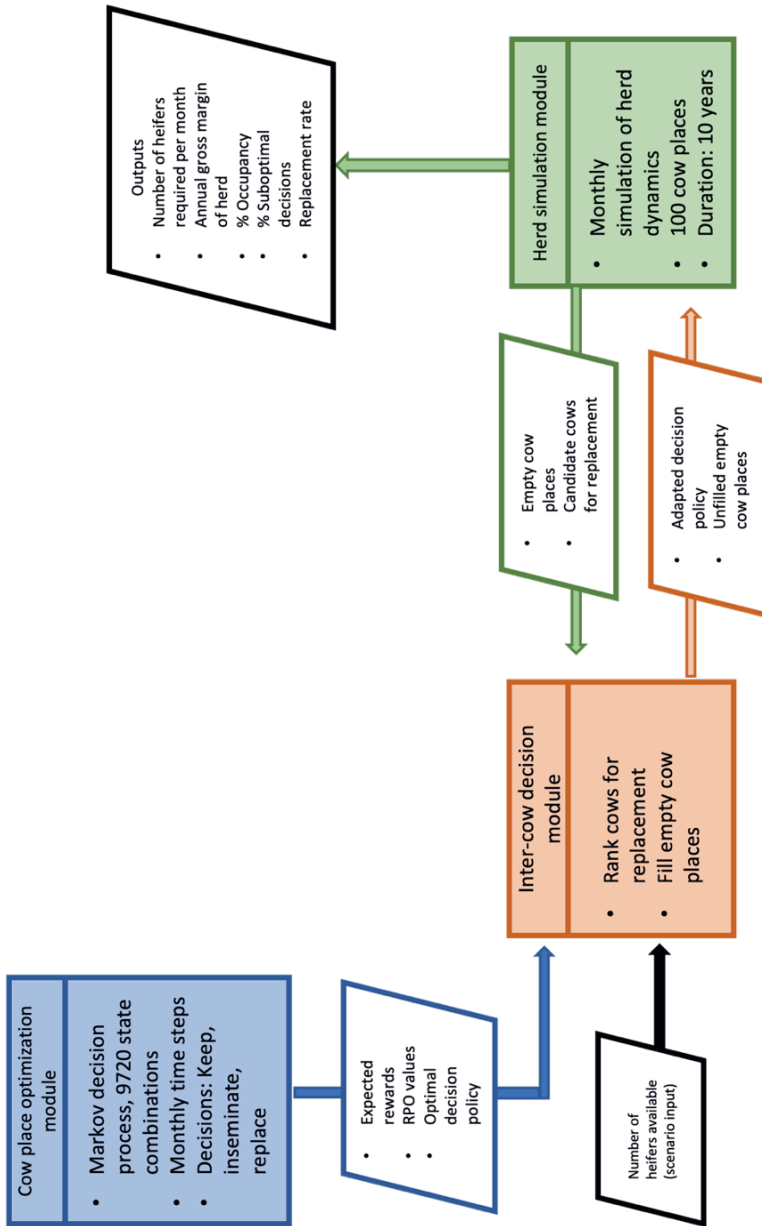 Cow place optimization
module
• Markov decision
process, 9720 state
combinations
• Monthly time steps
• Decisions: Keep,
inseminate,
replace
• Expected
rewards
• RPO values
• Optimal
decision
policy
Number of
heifers available
(scenario input)
Inter-cow decision
module
• Rank cows for
replacement
• Fill empty cow
places
• Empty cow
places
• Candidate cows
for replacement
• Adapted decision
policy
• Unfilled empty
cow places
Herd simulation module
• Monthly
simulation of herd
dynamics
• 100 cow places
• Duration: 10 years
Outputs
• Number of heifers
required per month
• Annual gross margin
of herd
• % Occupancy
• % Suboptimal
decisions
• Replacement rate